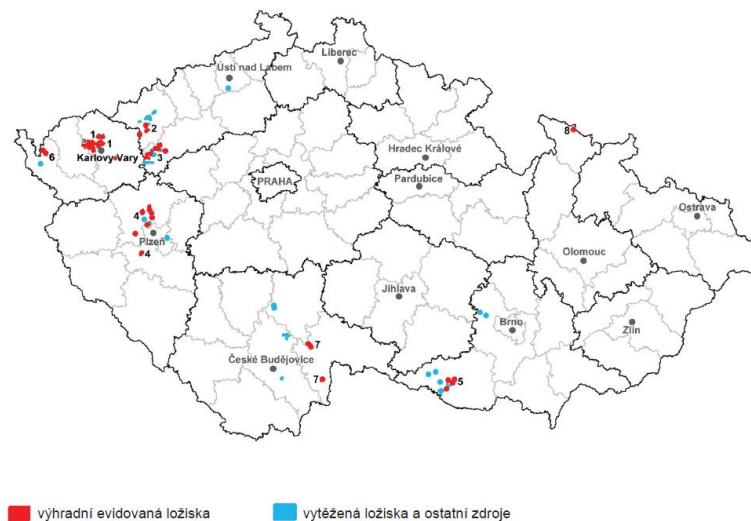 Liberec
Ústí nad Labem
2
8
1
1
Karlovy Vary
3
6
Hradec Králové
PRAHA
Pardubice
4
Ostrava
Plzeň
4
Olomouc
Jihlava
Brno
Zlín
7
České Budějovice
7
5
výhradní evidovaná ložiska
vytěžená ložiska a ostatní zdroje